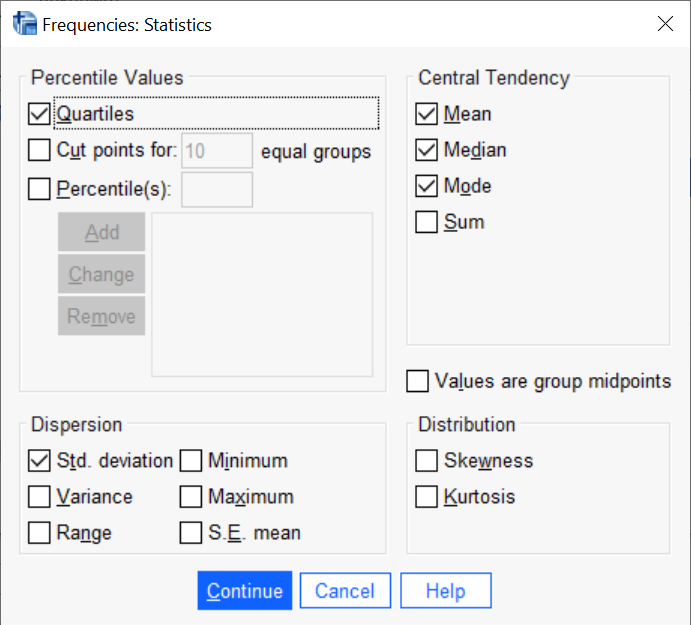 Frequencies: Statistics
Percentile Values
Quartiles
Cut points for: 10 equal groups
Percentile(s):
Add
Change
Remove
Central Tendency
Mean
Median
Mode
Sum
Values are group midpoints
Dispersion
Std. deviation Minimum
Variance Maximum
Range S.E. mean
Distribution
Skewness
Kurtosis
Continue Cancel Help